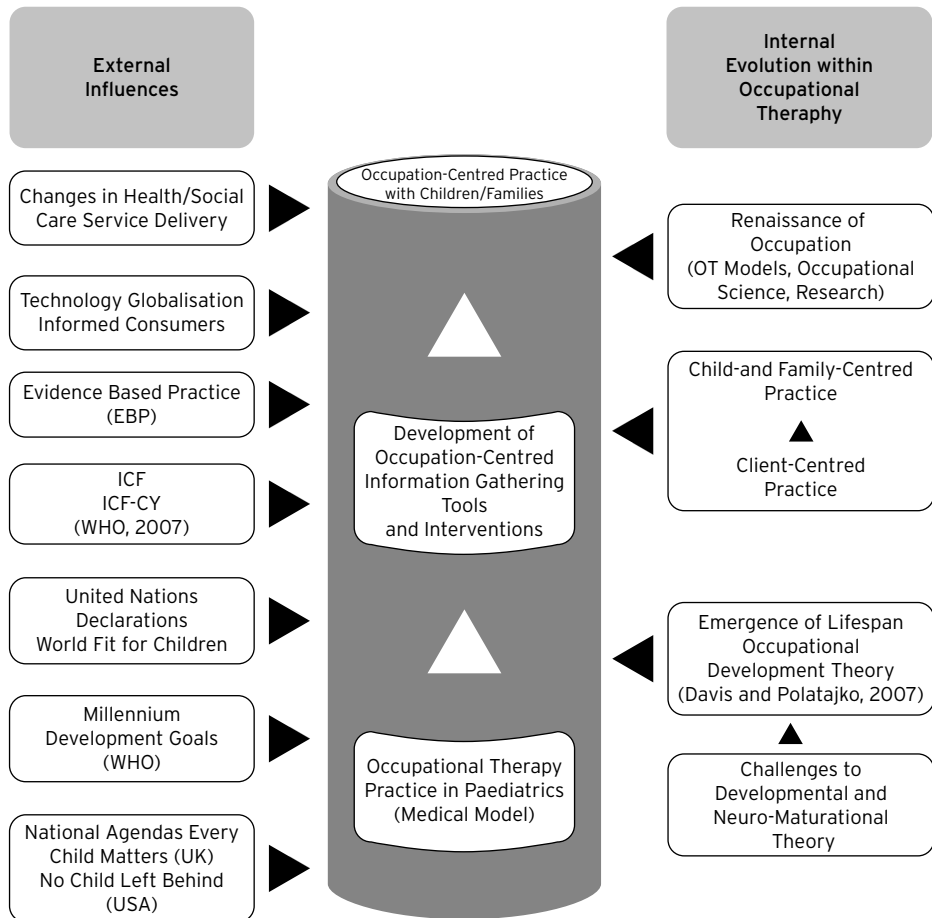 External
Influences
Changes in Health/Social
Care Service Delivery
Technology Globalisation
Informed Consumers
Evidence Based Practice
(EBP)
ICF
ICF-CY
(WHO, 2007)
United Nations
Declarations
World Fit for Children
Millennium
Development Goals
(WHO)
National Agendas Every
Child Matters (UK)
No Child Left Behind
(USA)
Occupation-Centred Practice
with Children/Families
Development of
Occupation-Centred
Information Gathering
Tools
and Interventions
Occupational Therapy
Practice in Paediatrics
(Medical Model)
Internal
Evolution within
Occupational
Theraphy
Renaissance of
Occupation
(OT Models, Occupational
Science, Research)
Child-and Family-Centred
Practice
Client-Centred
Practice
Emergence of Lifespan
Occupational
Development Theory
(Davis and Polatajko, 2007)
Challenges to
Developmental and
Neuro-Maturational
Theory